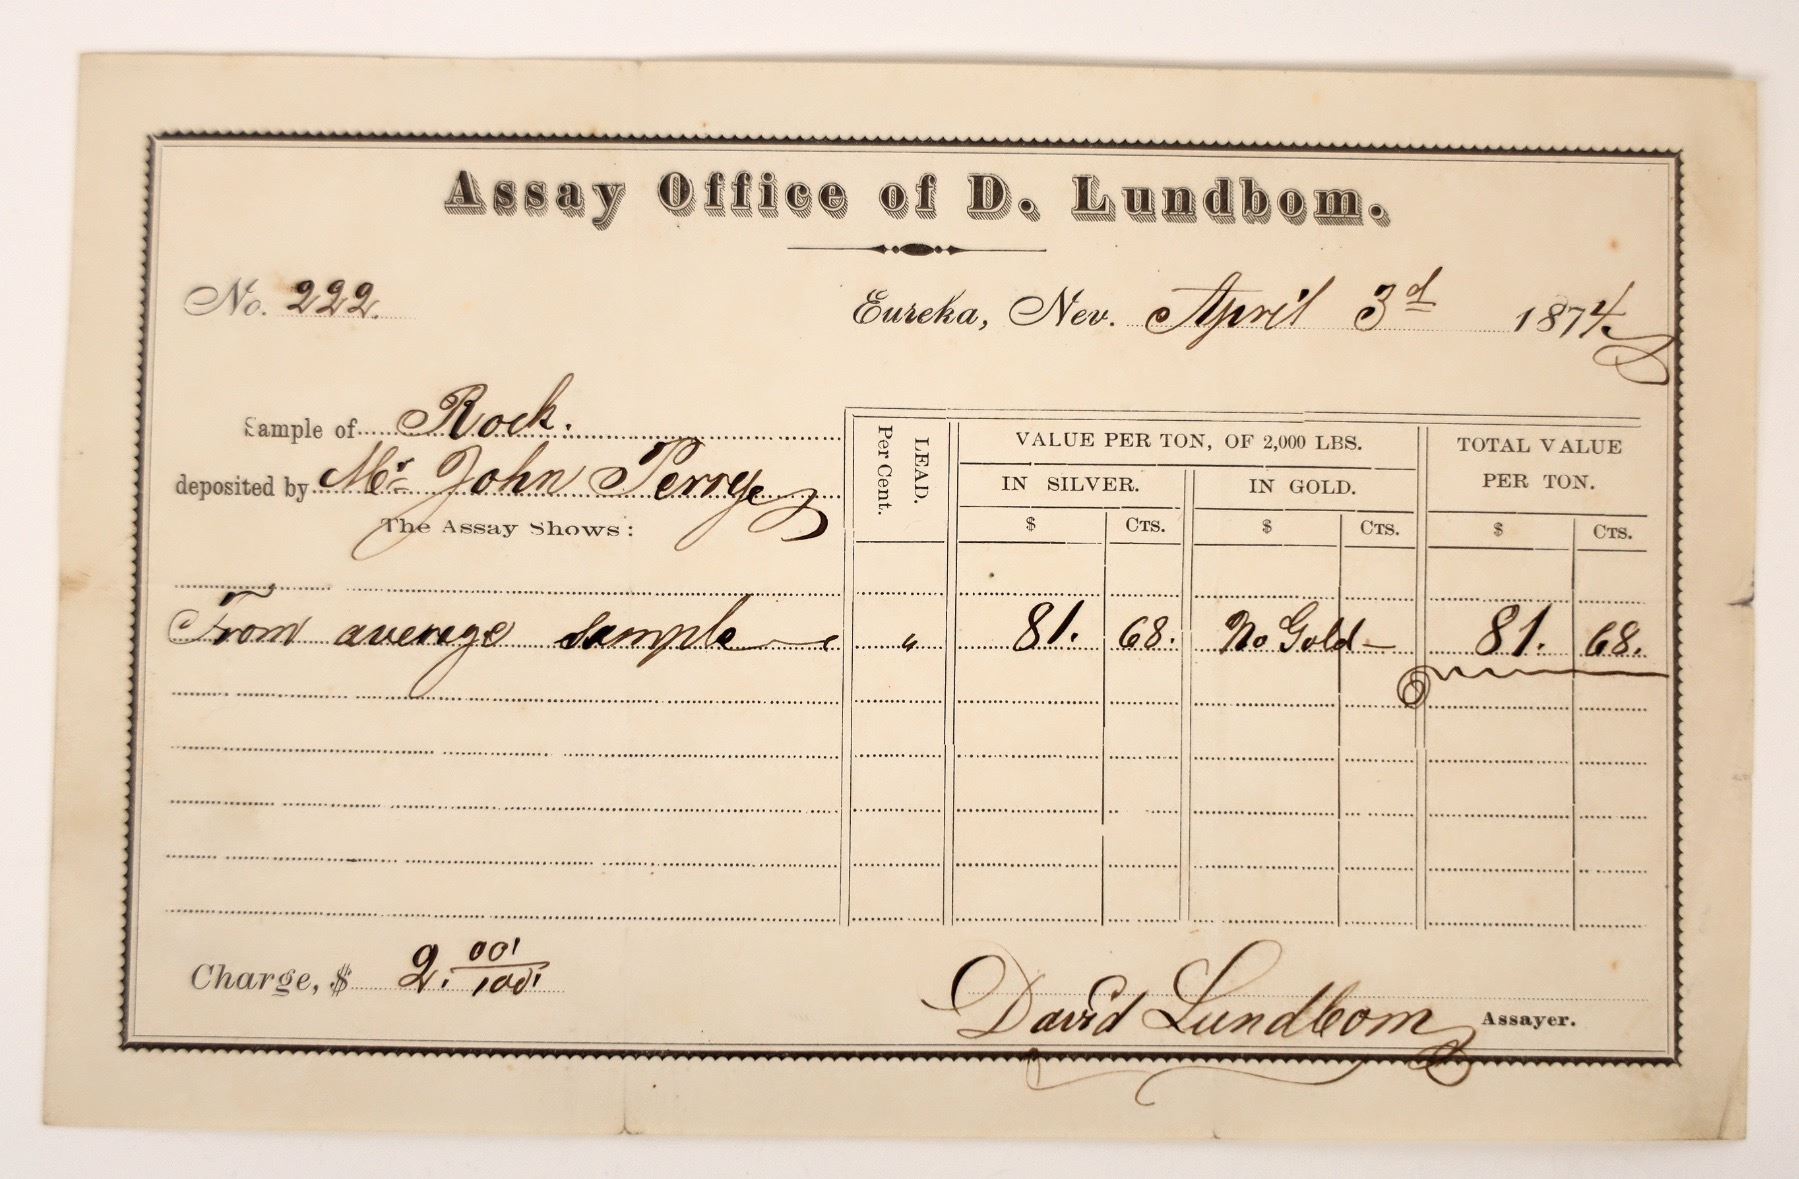 Assay Office of D. Lundbom.
No. 222.
Eureka, Nev. April 3d 1874
Sample of Rock.
deposited by Mr John Perry
The Assay Shows:
LEAD.
Per Cent.
VALUE PER TON, OF 2,000 LBS.
IN SILVER.
IN GOLD.
TOTAL VALUE
PER TON.
$ CTS. $ CTS. $ CTS.
From average sample " 81. 68. No Gold — 81. 68.
Charge, $ 2. 00/100
David Lundbom Assayer.